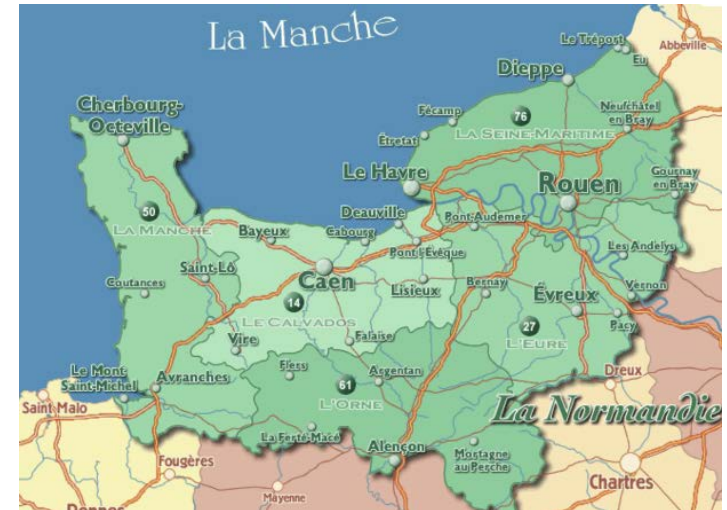 La Manche
Le Tréport
Eu
Abbeville
Dieppe
Cherbourg-
Octeville
Fécamp
76
Neufchâtel
en Bray
LA SEINE-MARITIME
Étretat
Le Havre
Gournay
en Bray
Rouen
50
LA MANCHE
Deauville
Pont-Audemer
Bayeux
Cabourg
Pont l'Évêque
Les Andelys
Saint-Lô
Caen
Coutances
Lisieux
Bernay
Évreux
Vernon
14
LE CALVADOS
27
L'EURE
Pacy
Vire
Falaise
Le Mont
Saint-Michel
Avranches
Flers
Argentan
Dreux
61
L'ORNE
Saint Malo
La Normandie
La Ferté-Macé
Alençon
Mostagne
au Perche
Fougères
Chartres
Mayenne